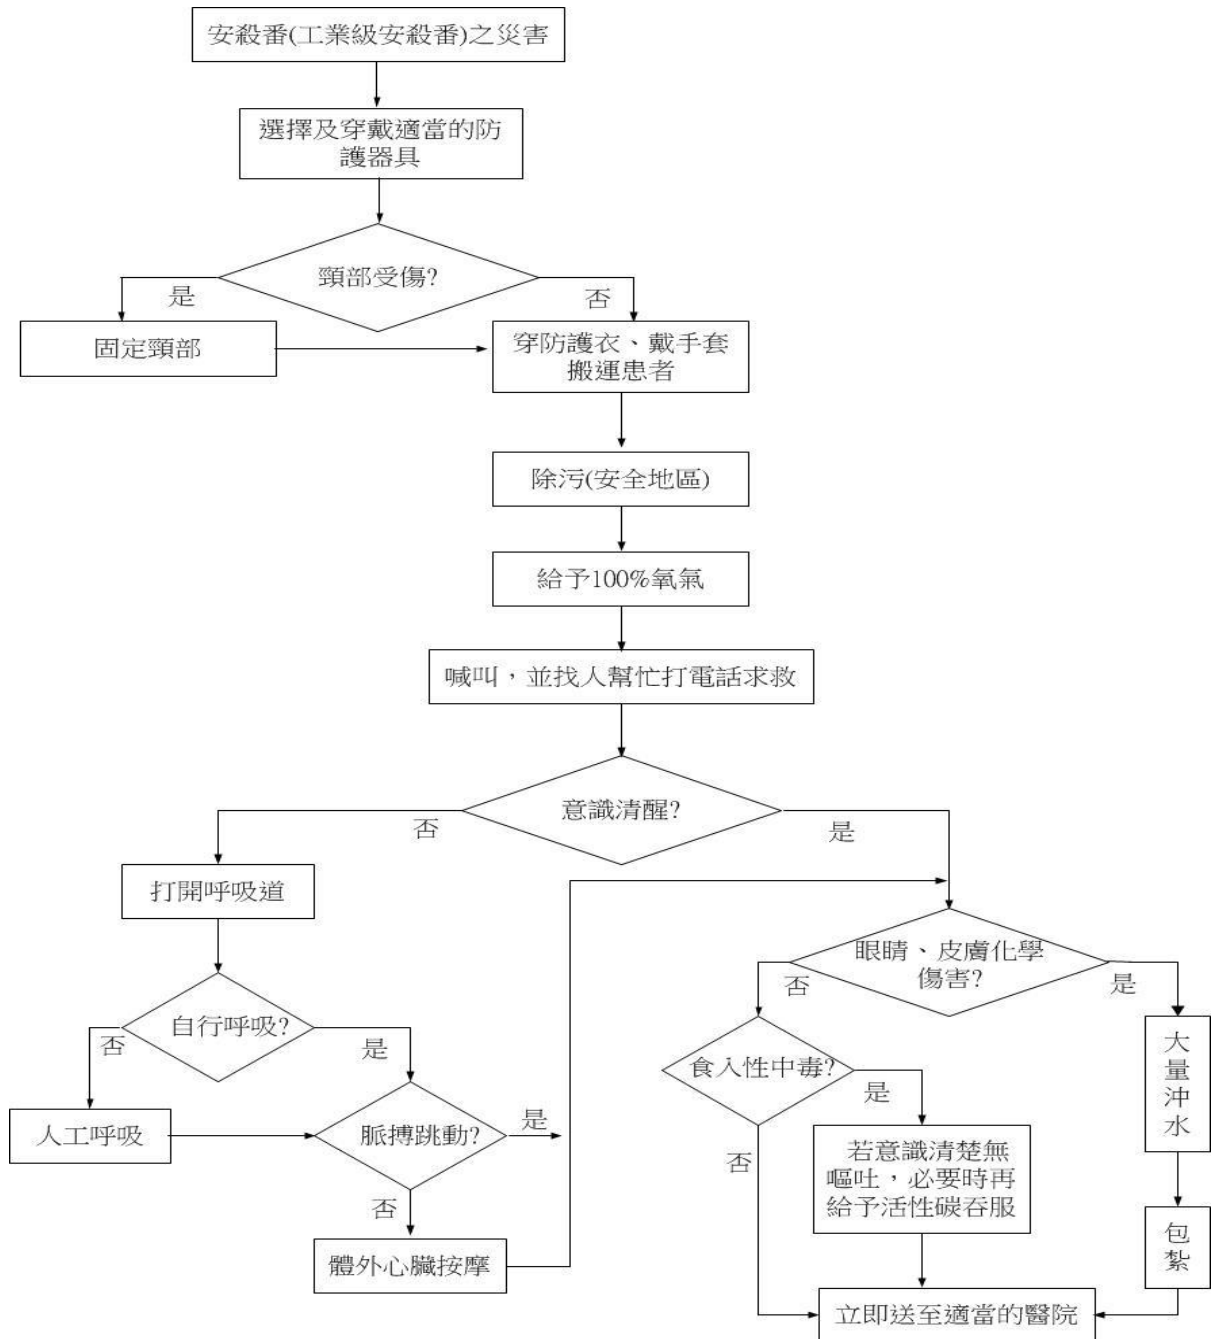 安殺番(工業級安殺番)之災害
選擇及穿戴適當的防
護器具
頸部受傷?
是
否
固定頸部
穿防護衣、戴手套
搬運患者
除污(安全地區)
給予100%氧氣
喊叫，並找人幫忙打電話求救
意識清醒?
否
是
打開呼吸道
眼睛、皮膚化學
傷害?
否
是
自行呼吸?
否
是
食入性中毒?
是
否
大
量
沖
水
人工呼吸
脈搏跳動?
是
否
若意識清楚無
嘔吐，必要時再
給予活性碳吞服
包
紮
體外心臟按摩
立即送至適當的醫院